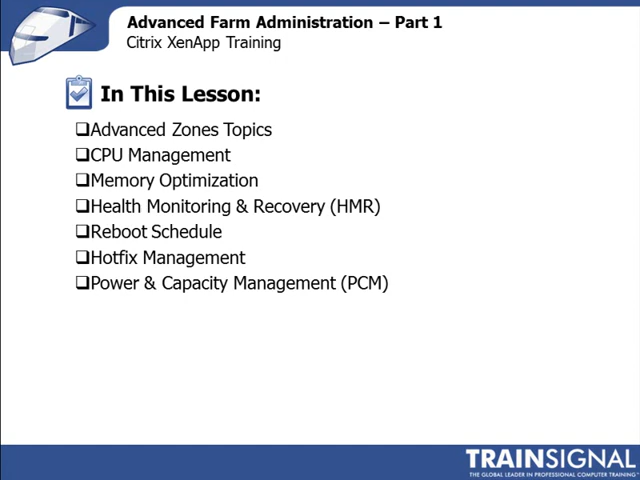 Advanced Farm Administration – Part 1
Citrix XenApp Training
In This Lesson:
❑Advanced Zones Topics
❑CPU Management
❑Memory Optimization
❑Health Monitoring & Recovery (HMR)
❑Reboot Schedule
❑Hotfix Management
❑Power & Capacity Management (PCM)
TRAINSIGNAL
THE GLOBAL LEADER IN PROFESSIONAL COMPUTER TRAINING